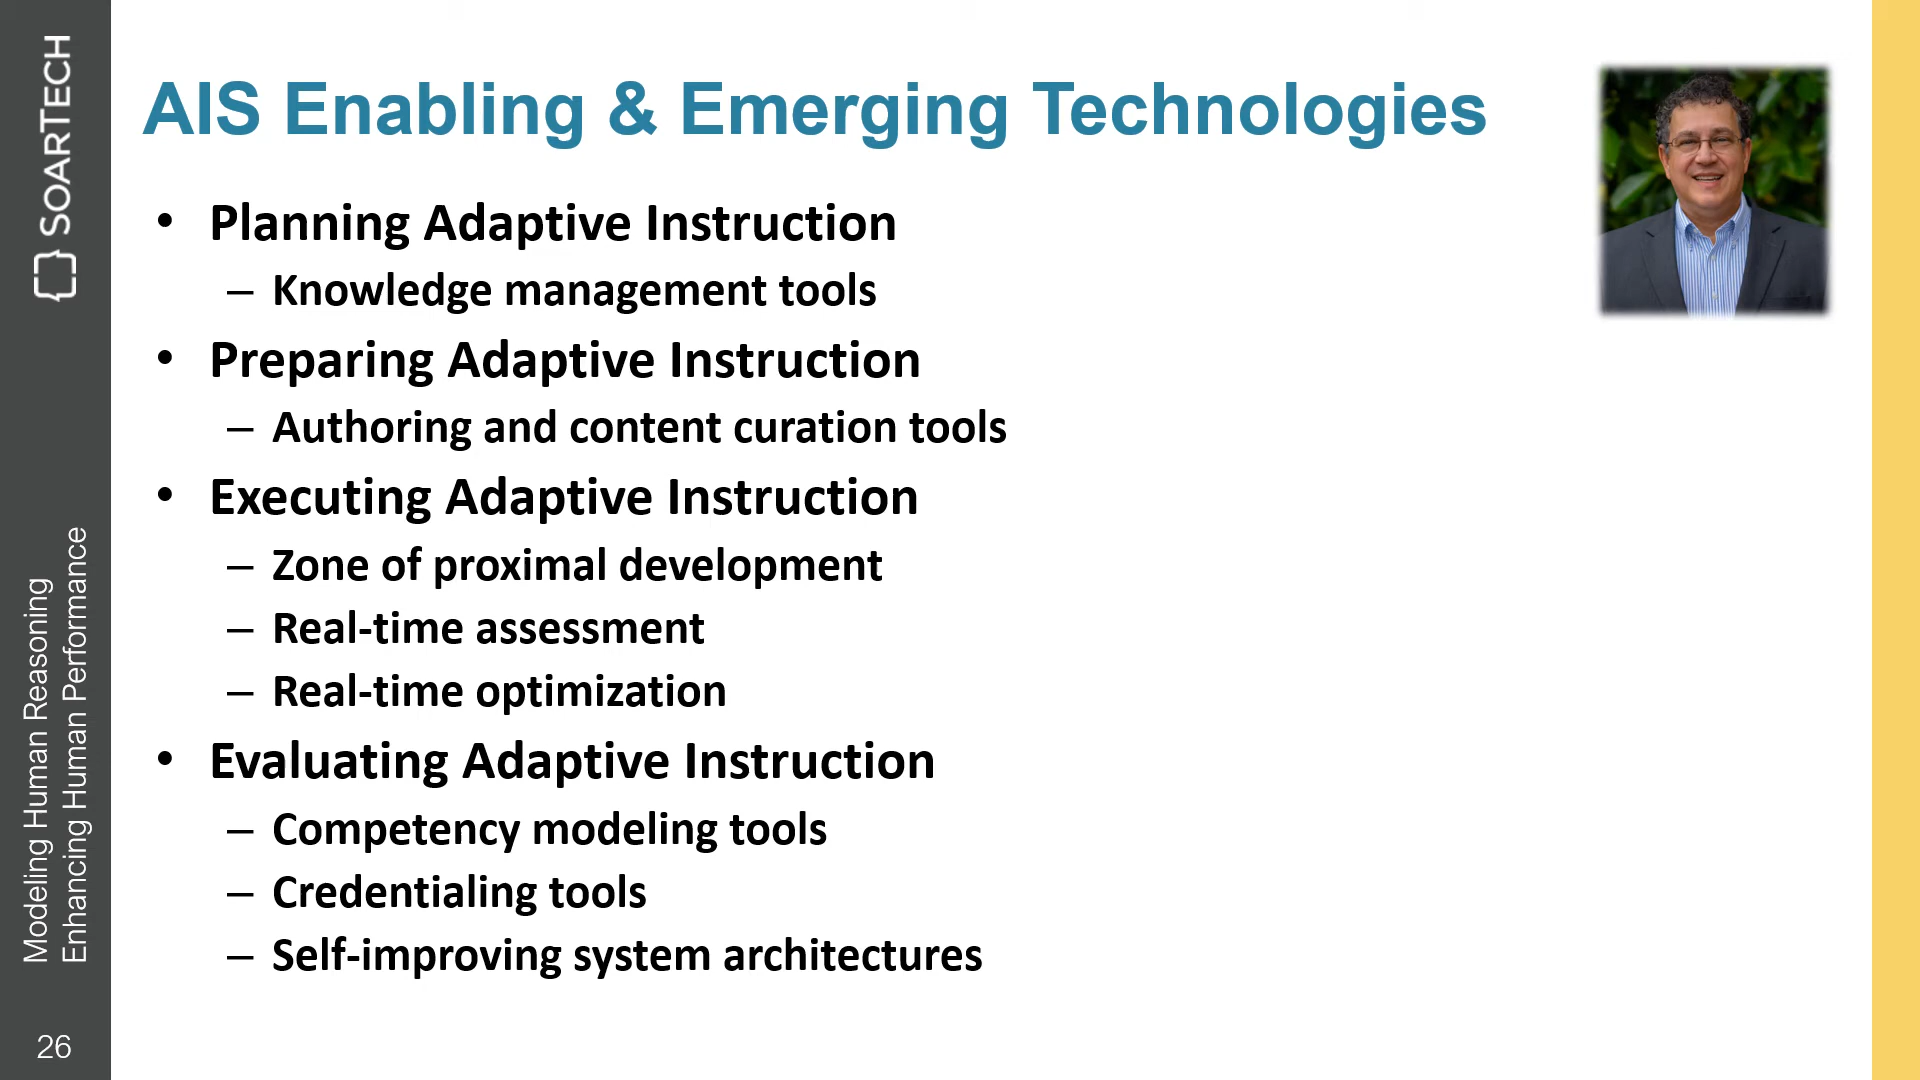 SOARTECH
Modeling Human Reasoning
Enhancing Human Performance
26
AIS Enabling & Emerging Technologies
• Planning Adaptive Instruction
– Knowledge management tools
• Preparing Adaptive Instruction
– Authoring and content curation tools
• Executing Adaptive Instruction
– Zone of proximal development
– Real-time assessment
– Real-time optimization
• Evaluating Adaptive Instruction
– Competency modeling tools
– Credentialing tools
– Self-improving system architectures